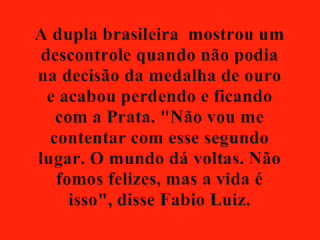 A dupla brasileira  mostrou um
descontrole quando não podia
na decisão da medalha de ouro
e acabou perdendo e ficando
com a Prata. "Não vou me
contentar com esse segundo
lugar. O mundo dá voltas. Não
fomos felizes, mas a vida é
isso", disse Fabio Luiz.